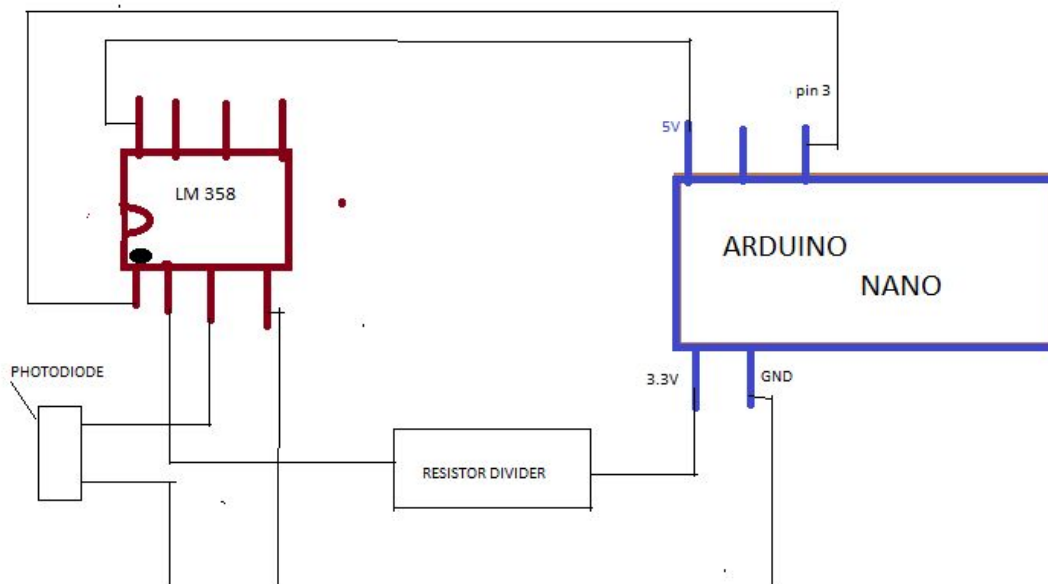 pin 3
5V
LM 358
ARDUINO
NANO
PHOTODIODE
3.3V
GND
RESISTOR DIVIDER